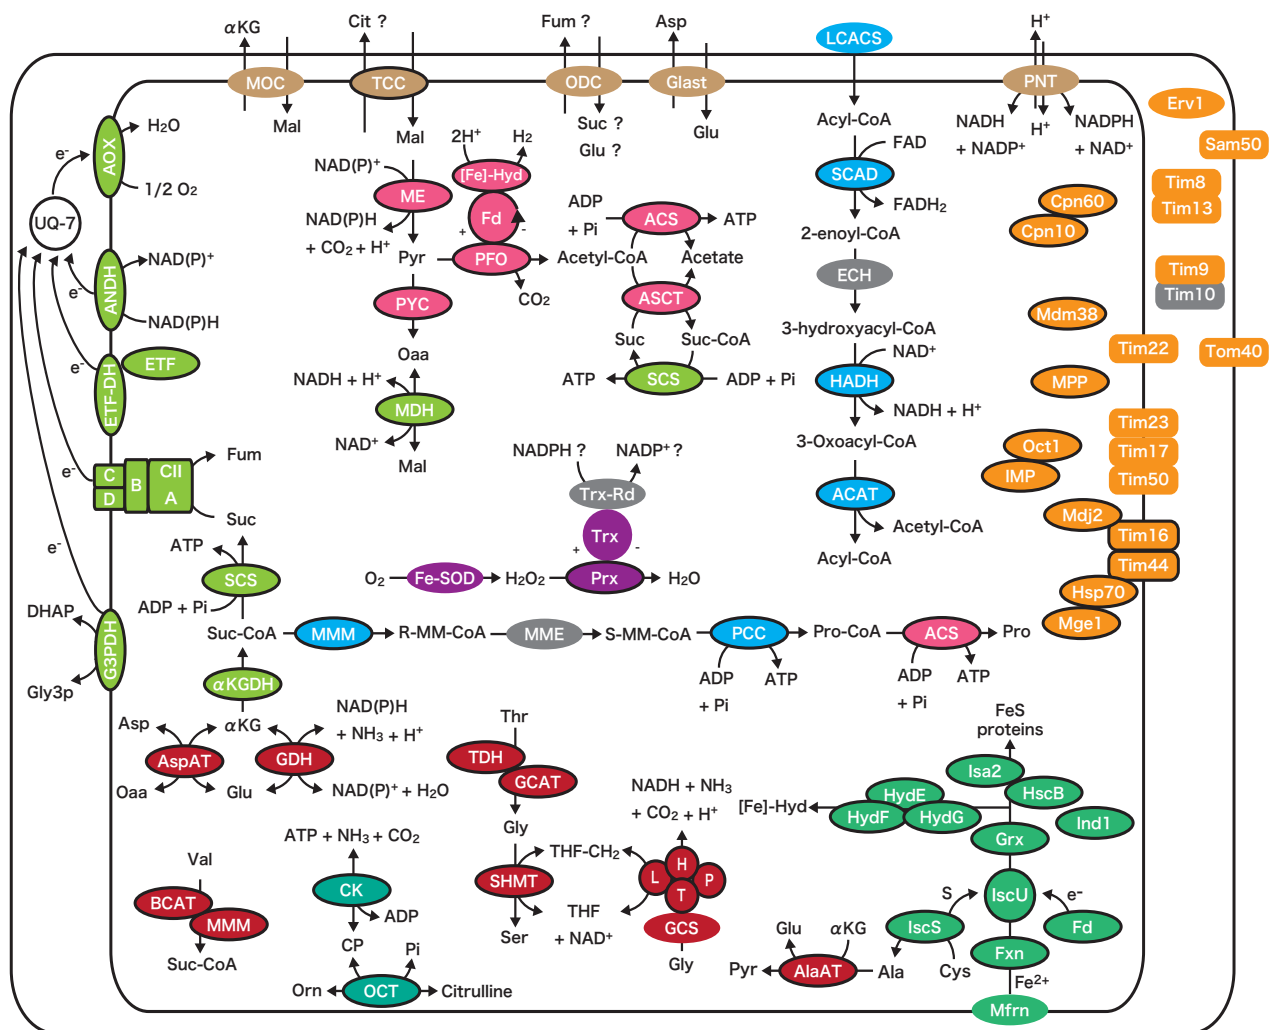 αKG
Cit ?
Fum ?
Asp
LCACS
H⁺
MOC
TCC
ODC
Glast
PNT
Mal
Mal
Suc ?
Glu ?
Glu
Acyl-CoA
NADH
+ NADP⁺
H⁺
NADPH
+ NAD⁺
Erv1
Sam50
Tim8
Tim13
Tim9
Tim10
Tim22
Tom40
Tim23
Tim17
Tim50
Tim16
Tim44
Cpn60
Cpn10
Mdm38
MPP
Oct1
IMP
Mdj2
Hsp70
Mge1
AOX
H₂O
1/2 O₂
e⁻
UQ-7
ANDH
NAD(P)⁺
NAD(P)H
e⁻
ETF-DH
ETF
e⁻
C
D
B
CII
A
Fum
Suc
e⁻
e⁻
G3PDH
DHAP
Gly3p
NAD(P)⁺
ME
NAD(P)H
+ CO₂ + H⁺
Pyr
PYC
Oaa
NADH + H⁺
MDH
NAD⁺
Mal
2H⁺
H₂
[Fe]-Hyd
Fd
+
-
PFO
CO₂
Acetyl-CoA
ADP
+ Pi
ACS
ATP
Acetate
ASCT
Suc
Suc-CoA
ATP
SCS
ADP + Pi
FAD
SCAD
FADH₂
2-enoyl-CoA
ECH
3-hydroxyacyl-CoA
NAD⁺
HADH
NADH + H⁺
3-Oxoacyl-CoA
ACAT
Acetyl-CoA
Acyl-CoA
NADPH ?
NADP⁺ ?
Trx-Rd
Trx
+
-
O₂
Fe-SOD
H₂O₂
Prx
H₂O
ATP
SCS
ADP + Pi
Suc-CoA
MMM
R-MM-CoA
MME
S-MM-CoA
PCC
ADP
+ Pi
ATP
Pro-CoA
ACS
ADP
+ Pi
ATP
Pro
αKGDH
αKG
Asp
AspAT
Oaa
Glu
GDH
NAD(P)H
+ NH₃ + H⁺
NAD(P)⁺ + H₂O
Thr
TDH
GCAT
Gly
SHMT
Ser
THF-CH₂
THF
+ NAD⁺
NADH + NH₃
+ CO₂ + H⁺
L
H
P
T
GCS
Gly
ATP + NH₃ + CO₂
CK
ADP
CP
Pi
Orn
OCT
Citrulline
Val
BCAT
MMM
Suc-CoA
FeS
proteins
Isa2
HscB
Ind1
[Fe]-Hyd
HydE
HydF
HydG
Grx
S
IscU
e⁻
IscS
Fd
Fxn
Cys
Fe²⁺
Mfrn
Glu
αKG
Pyr
AlaAT
Ala